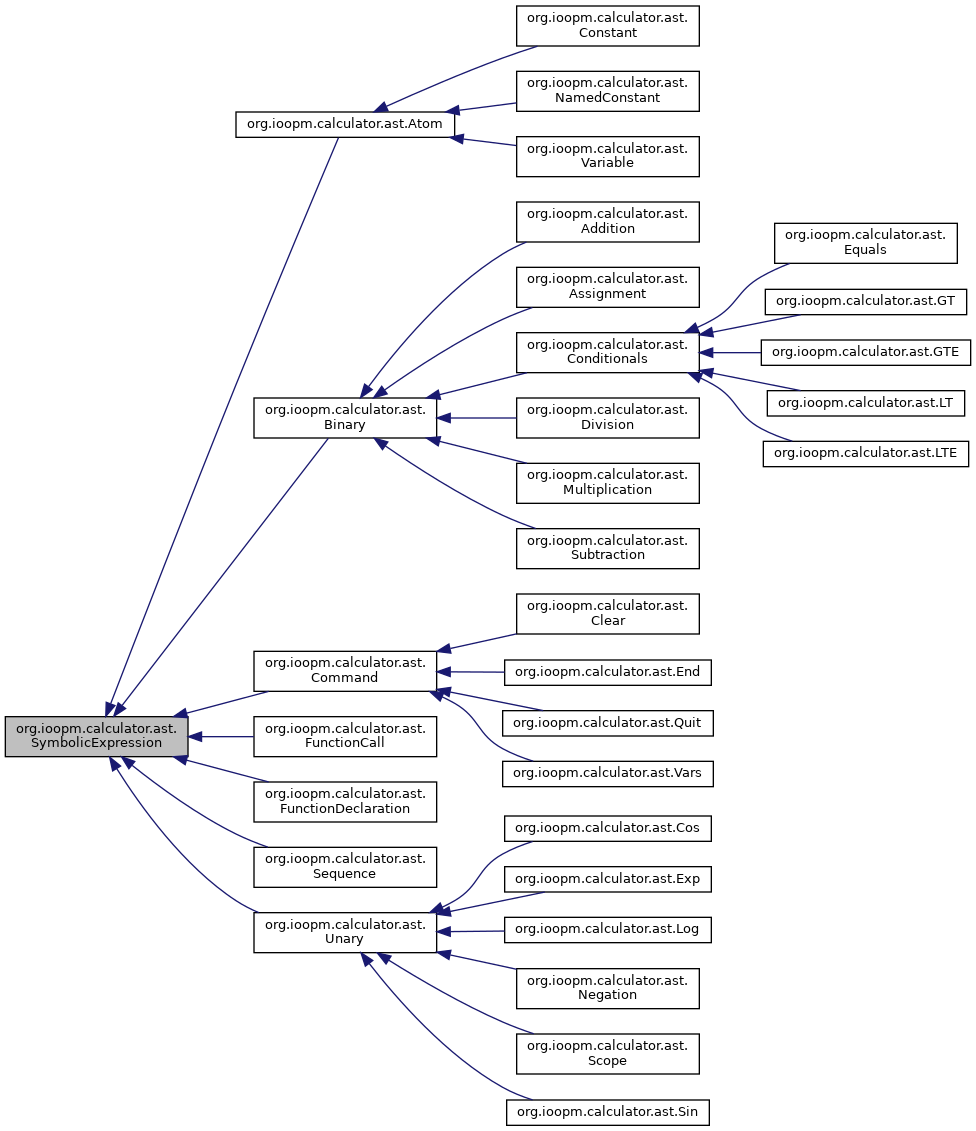 org.ioopm.calculator.ast.
Constant
org.ioopm.calculator.ast.
NamedConstant
org.ioopm.calculator.ast.Atom
org.ioopm.calculator.ast.
Variable
org.ioopm.calculator.ast.
Addition
org.ioopm.calculator.ast.
Equals
org.ioopm.calculator.ast.
Assignment
org.ioopm.calculator.ast.GT
org.ioopm.calculator.ast.
Conditionals
org.ioopm.calculator.ast.GTE
org.ioopm.calculator.ast.LT
org.ioopm.calculator.ast.
Binary
org.ioopm.calculator.ast.
Division
org.ioopm.calculator.ast.LTE
org.ioopm.calculator.ast.
Multiplication
org.ioopm.calculator.ast.
Subtraction
org.ioopm.calculator.ast.
Clear
org.ioopm.calculator.ast.
Command
org.ioopm.calculator.ast.End
org.ioopm.calculator.ast.Quit
org.ioopm.calculator.ast.
SymbolicExpression
org.ioopm.calculator.ast.
FunctionCall
org.ioopm.calculator.ast.Vars
org.ioopm.calculator.ast.
FunctionDeclaration
org.ioopm.calculator.ast.Cos
org.ioopm.calculator.ast.
Sequence
org.ioopm.calculator.ast.Exp
org.ioopm.calculator.ast.
Unary
org.ioopm.calculator.ast.Log
org.ioopm.calculator.ast.
Negation
org.ioopm.calculator.ast.
Scope
org.ioopm.calculator.ast.Sin